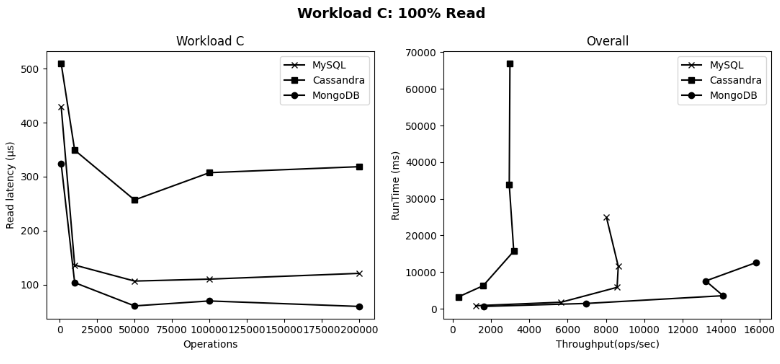 Workload C: 100% Read
Workload C
500
400
300
200
100
Read latency (µs)
0
25000
50000
75000
100000
125000
150000
175000
200000
Operations
MySQL
Cassandra
MongoDB
Overall
70000
60000
50000
40000
30000
20000
10000
0
RunTime (ms)
0
2000
4000
6000
8000
10000
12000
14000
16000
Throughput(ops/sec)
MySQL
Cassandra
MongoDB